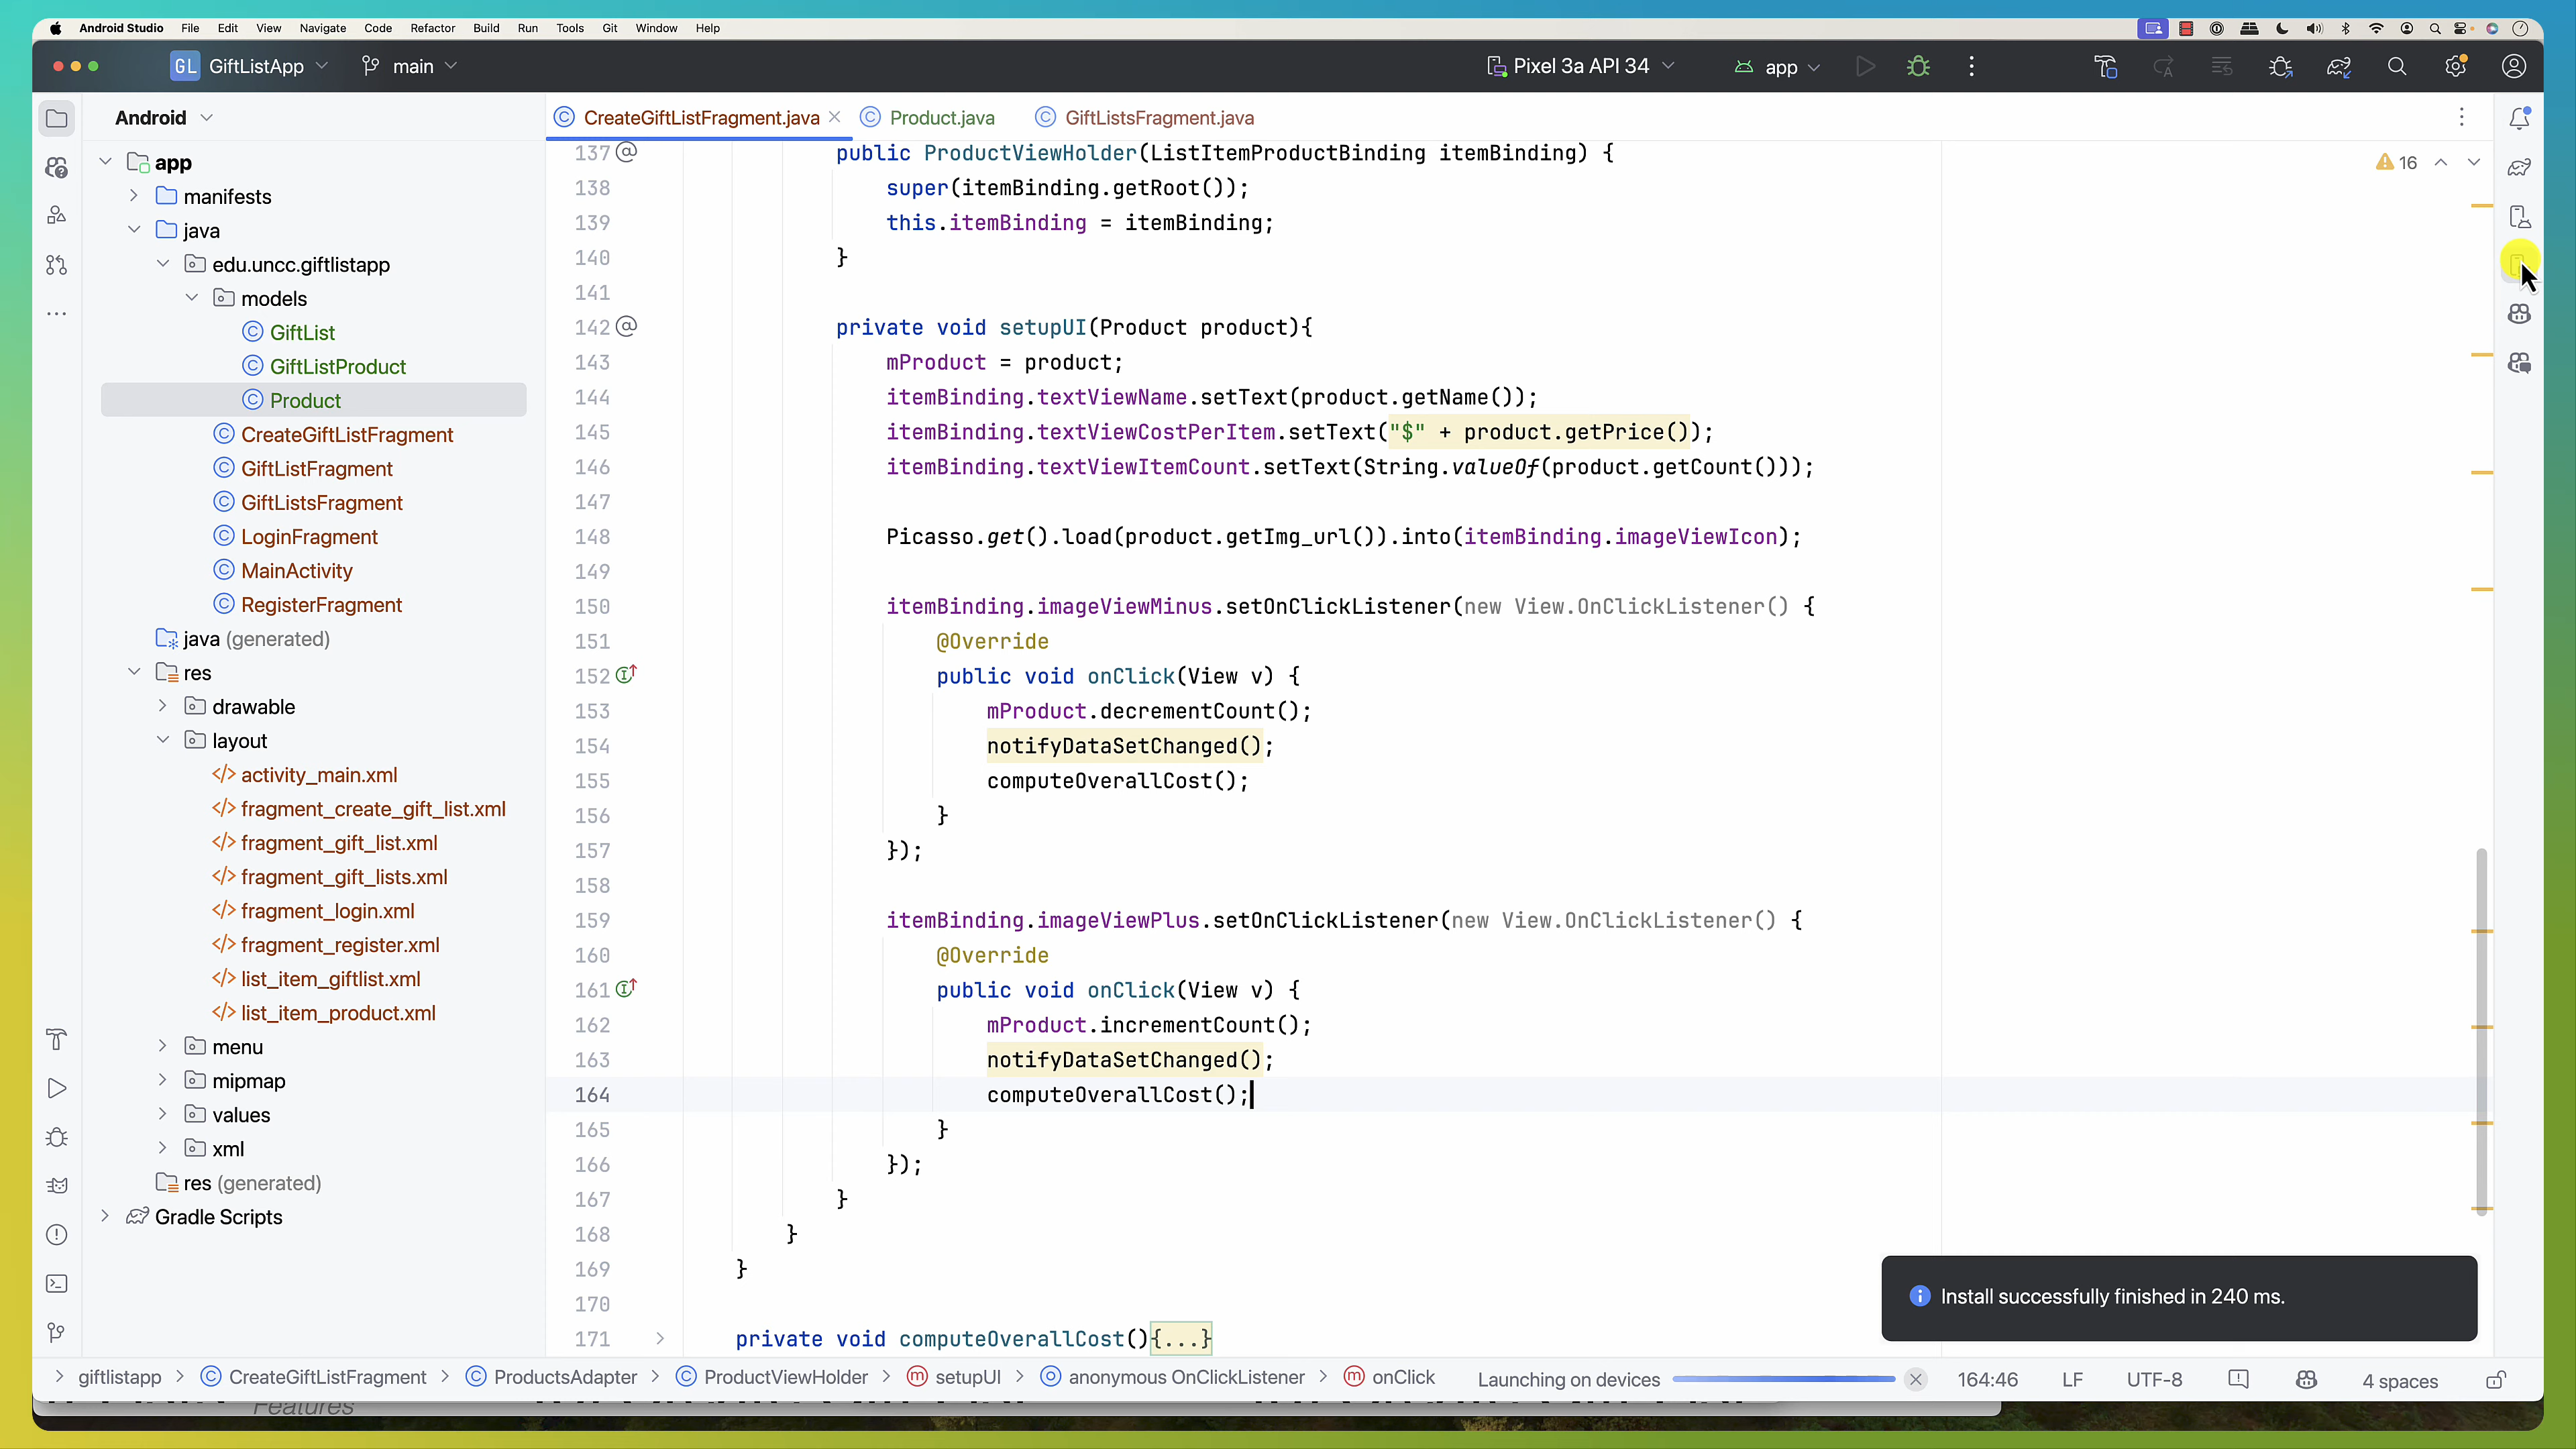 Android Studio File Edit View Navigate Code Refactor Build Run Tools Git Window Help
GL GiftListApp main Pixel 3a API 34 app
Android
CreateGiftListFragment.java Product.java GiftListsFragment.java
app
manifests
java
edu.uncc.giftlistapp
models
GiftList
GiftListProduct
Product
CreateGiftListFragment
GiftListFragment
GiftListsFragment
LoginFragment
MainActivity
RegisterFragment
java (generated)
res
drawable
layout
activity_main.xml
fragment_create_gift_list.xml
fragment_gift_list.xml
fragment_gift_lists.xml
fragment_login.xml
fragment_register.xml
list_item_giftlist.xml
list_item_product.xml
menu
mipmap
values
xml
res (generated)
Gradle Scripts
16
137 public ProductViewHolder(ListItemProductBinding itemBinding) {
138 super(itemBinding.getRoot());
139 this.itemBinding = itemBinding;
140 }
141
142 private void setupUI(Product product){
143 mProduct = product;
144 itemBinding.textViewName.setText(product.getName());
145 itemBinding.textViewCostPerItem.setText("$" + product.getPrice());
146 itemBinding.textViewItemCount.setText(String.valueOf(product.getCount()));
147
148 Picasso.get().load(product.getImg_url()).into(itemBinding.imageViewIcon);
149
150 itemBinding.imageViewMinus.setOnClickListener(new View.OnClickListener() {
151 @Override
152 public void onClick(View v) {
153 mProduct.decrementCount();
154 notifyDataSetChanged();
155 computeOverallCost();
156 }
157 });
158
159 itemBinding.imageViewPlus.setOnClickListener(new View.OnClickListener() {
160 @Override
161 public void onClick(View v) {
162 mProduct.incrementCount();
163 notifyDataSetChanged();
164 computeOverallCost();
165 }
166 });
167 }
168 }
169 }
170
171 private void computeOverallCost(){...}
Install successfully finished in 240 ms.
giftlistapp CreateGiftListFragment ProductsAdapter ProductViewHolder setupUI anonymous OnClickListener onClick Launching on devices 164:46 LF UTF-8 4 spaces
Features